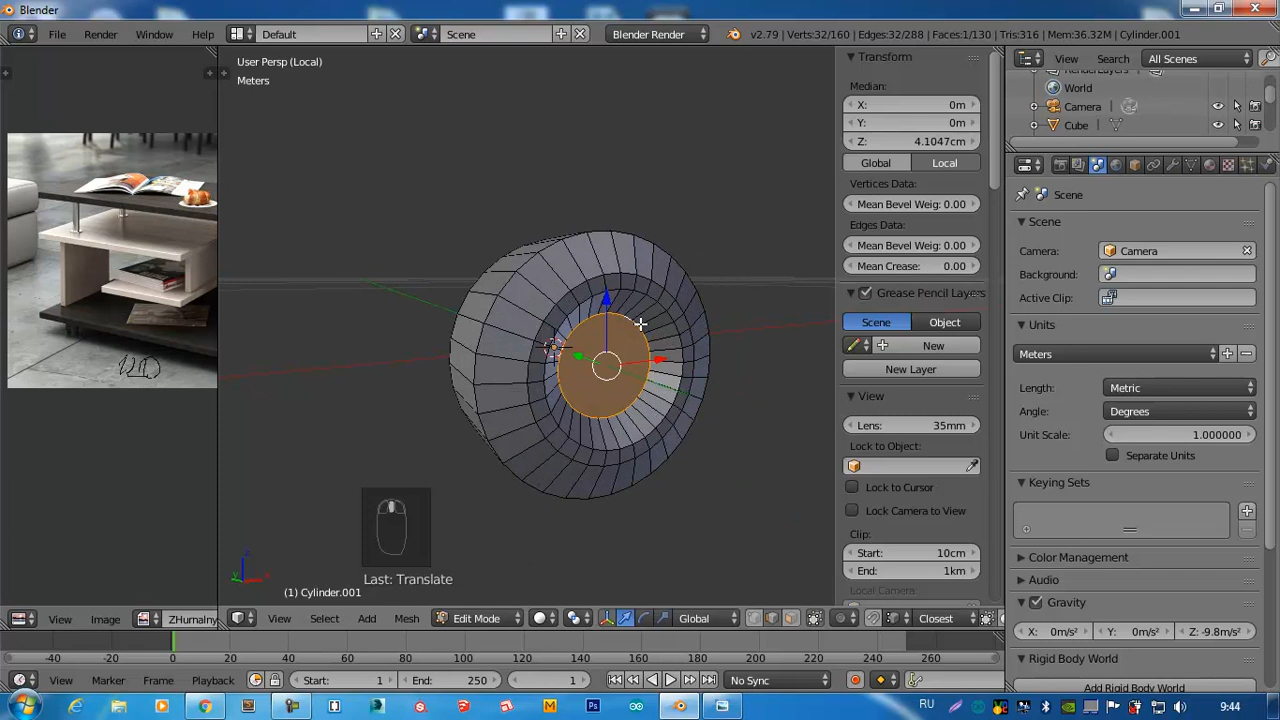 Blender
File Render Window Help Default Scene Blender Render v2.79 | Verts:32/160 | Edges:32/288 | Faces:1/130 | Tris:316 | Mem:36.32M | Cylinder.001
User Persp (Local)
Meters
Transform
Median:
X: 0m
Y: 0m
Z: 4.1047cm
Global Local
Vertices Data:
Mean Bevel Weig: 0.00
Edges Data:
Mean Bevel Weig: 0.00
Mean Crease: 0.00
Grease Pencil Layers
Scene Object
New
New Layer
View
Lens: 35mm
Lock to Object:
Lock to Cursor
Lock Camera to View
Clip:
Start: 10cm
End: 1km
Local Camera:
View Search All Scenes
RenderLayers
World
Camera
Cube
Scene
Scene
Camera: Camera
Background:
Active Clip:
Units
Meters
Length: Metric
Angle: Degrees
Unit Scale: 1.000000
Separate Units
Keying Sets
Color Management
Audio
Gravity
X: 0m/s² Y: 0m/s² Z: -9.8m/s²
Rigid Body World
Add Rigid Body World
Last: Translate
(1) Cylinder.001
View Image ZHurnalny
View Select Add Mesh Edit Mode Global Closest
-40 -20 0 20 40 60 80 100 120 140 160 180 200 220 240 260
View Marker Frame Playback Start: 1 End: 250 1 No Sync
RU 9:44